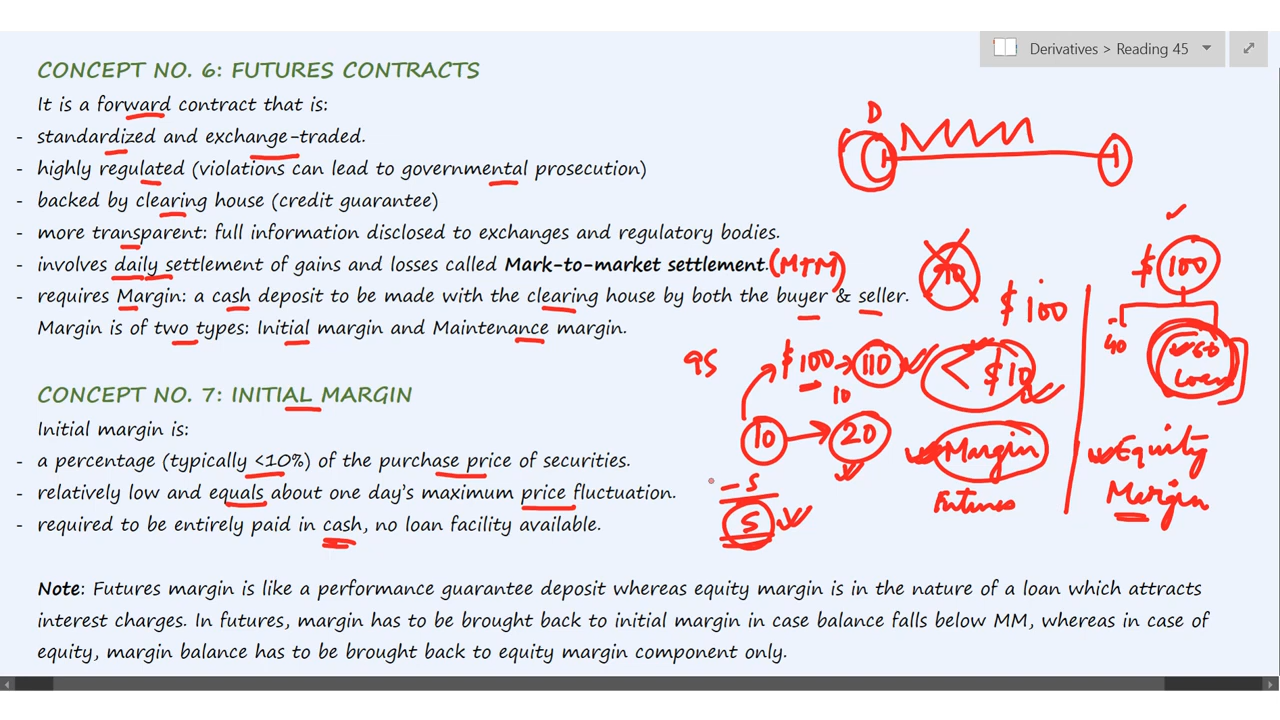 Derivatives > Reading 45
CONCEPT NO. 6: FUTURES CONTRACTS
It is a forward contract that is:
- standardized and exchange-traded.
- highly regulated (violations can lead to governmental prosecution)
- backed by clearing house (credit guarantee)
- more transparent: full information disclosed to exchanges and regulatory bodies.
- involves daily settlement of gains and losses called Mark-to-market settlement.(MTM)
- requires Margin: a cash deposit to be made with the clearing house by both the buyer & seller.
Margin is of two types: Initial margin and Maintenance margin.
CONCEPT NO. 7: INITIAL MARGIN
Initial margin is:
- a percentage (typically <10%) of the purchase price of securities.
- relatively low and equals about one day's maximum price fluctuation.
- required to be entirely paid in cash, no loan facility available.
D
95
$100 → 110
10
10 → 20
-5
5
$100
< $10
Margin
Futures
$100
40
60
Loan
Equity
Margin
Note: Futures margin is like a performance guarantee deposit whereas equity margin is in the nature of a loan which attracts
interest charges. In futures, margin has to be brought back to initial margin in case balance falls below MM, whereas in case of
equity, margin balance has to be brought back to equity margin component only.